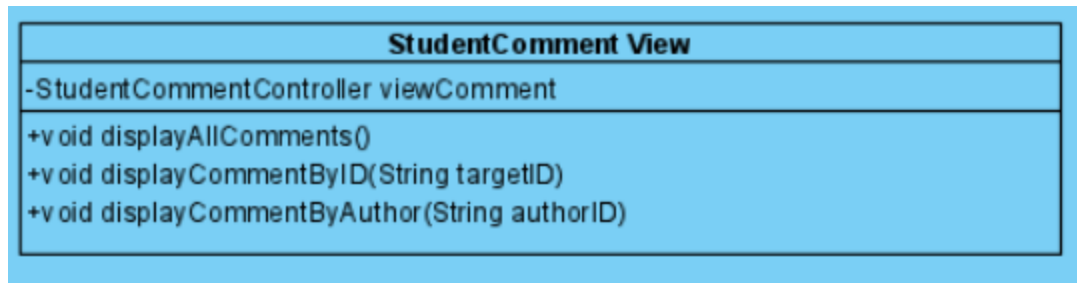 StudentComment View
-StudentCommentController viewComment
+void displayAllComments()
+void displayCommentByID(String targetID)
+void displayCommentByAuthor(String authorID)